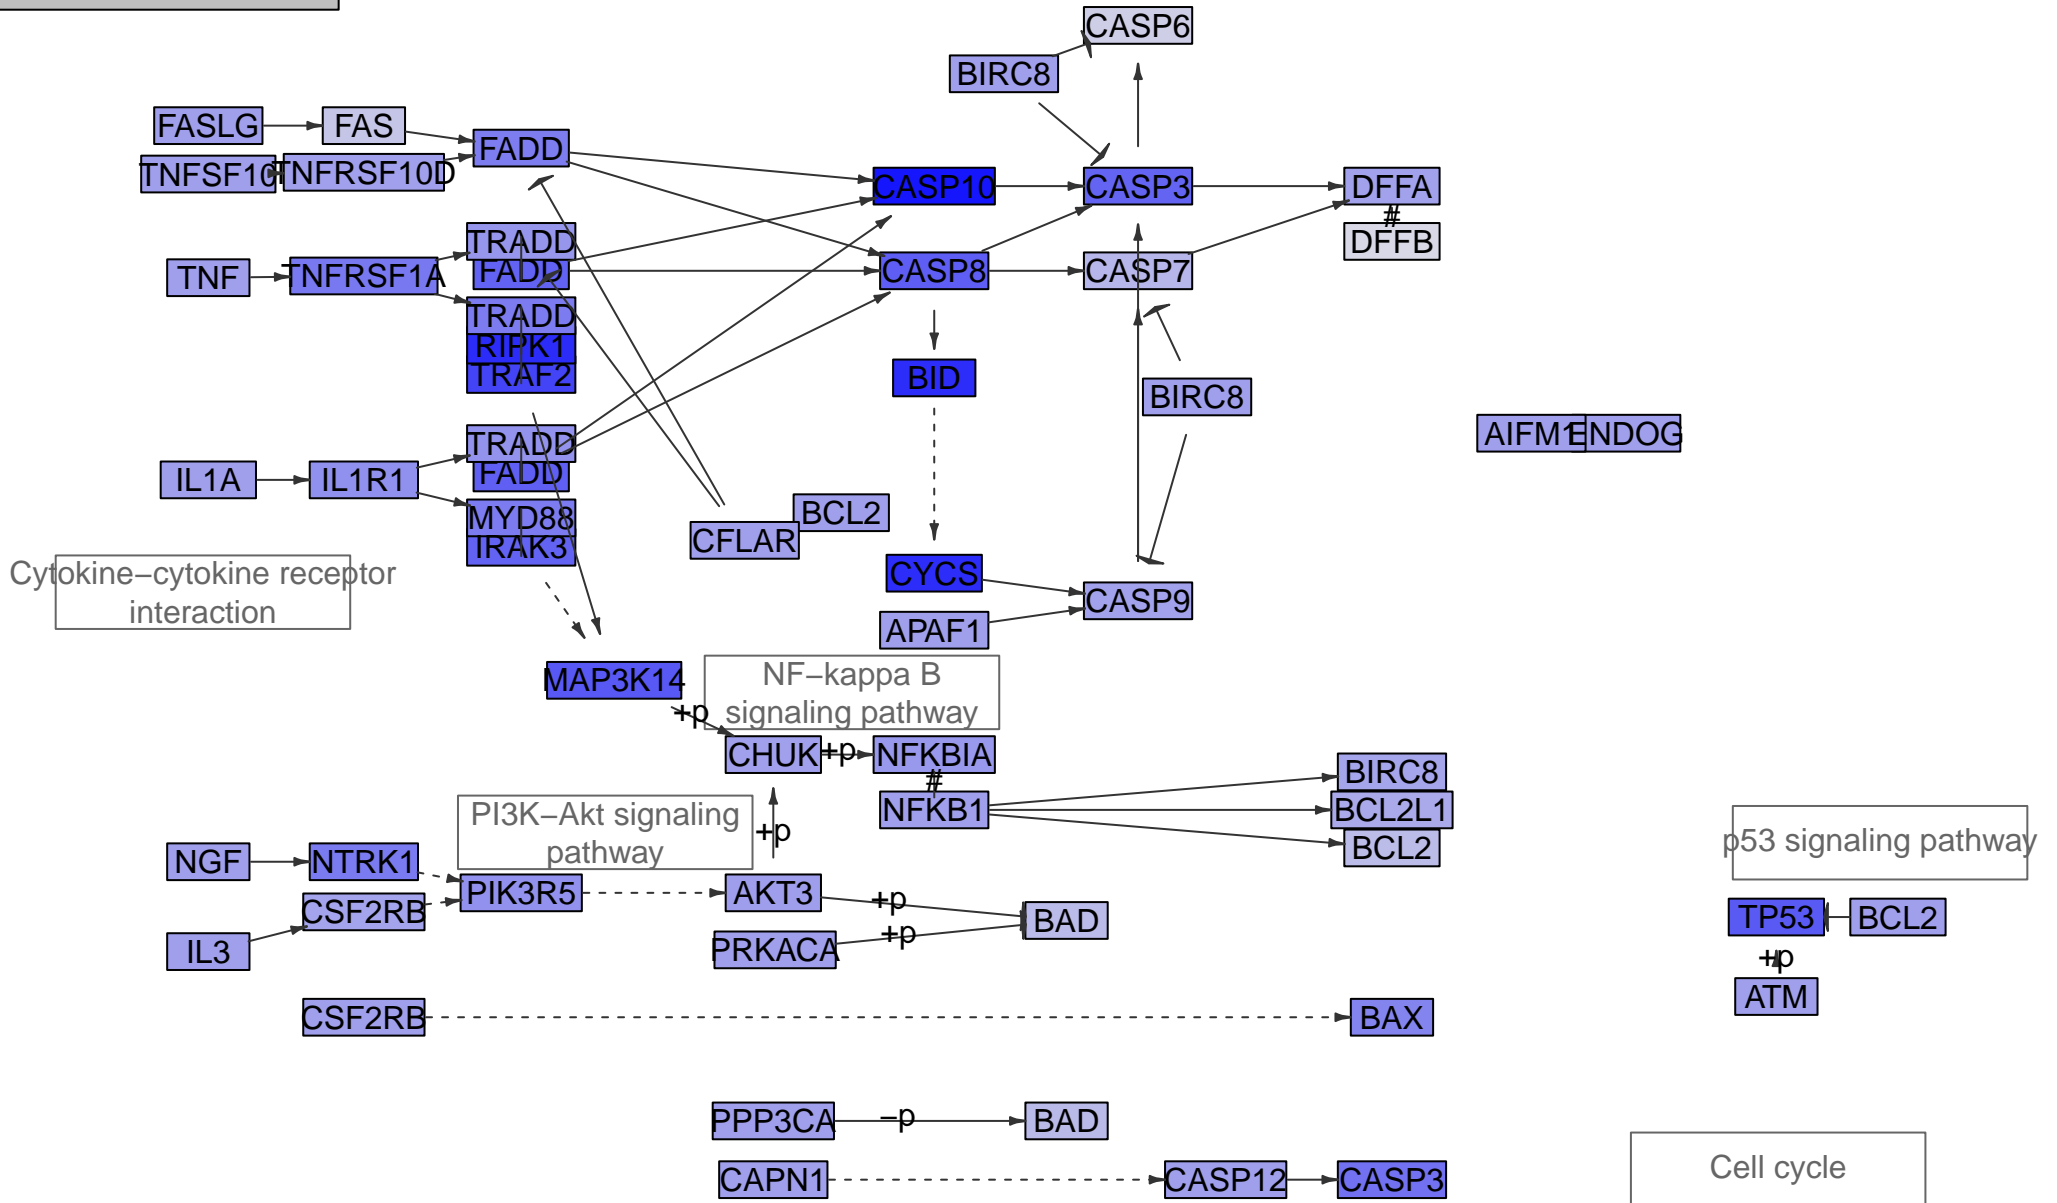 CASP6
BIRC8
FASLG
FAS
FADD
TNFSF10
TNFRSF10D
CASP10
CASP3
DFFA
#
DFFB
TRADD
FADD
TNF
TNFRSF1A
CASP8
CASP7
TRADD
RIPK1
TRAF2
BID
BIRC8
AIFM1
ENDOG
TRADD
FADD
IL1A
IL1R1
MYD88
IRAK3
BCL2
CFLAR
Cytokine–cytokine receptor
interaction
CYCS
CASP9
APAF1
MAP3K14
NF–kappa B
signaling pathway
+p
CHUK
+p
NFKBIA
#
NFKB1
BIRC8
BCL2L1
BCL2
PI3K–Akt signaling
pathway
+p
p53 signaling pathway
NGF
NTRK1
CSF2RB
PIK3R5
AKT3
+p
BAD
IL3
PRKACA
+p
TP53
BCL2
+p
ATM
CSF2RB
BAX
PPP3CA
–p
BAD
CAPN1
CASP12
CASP3
Cell cycle